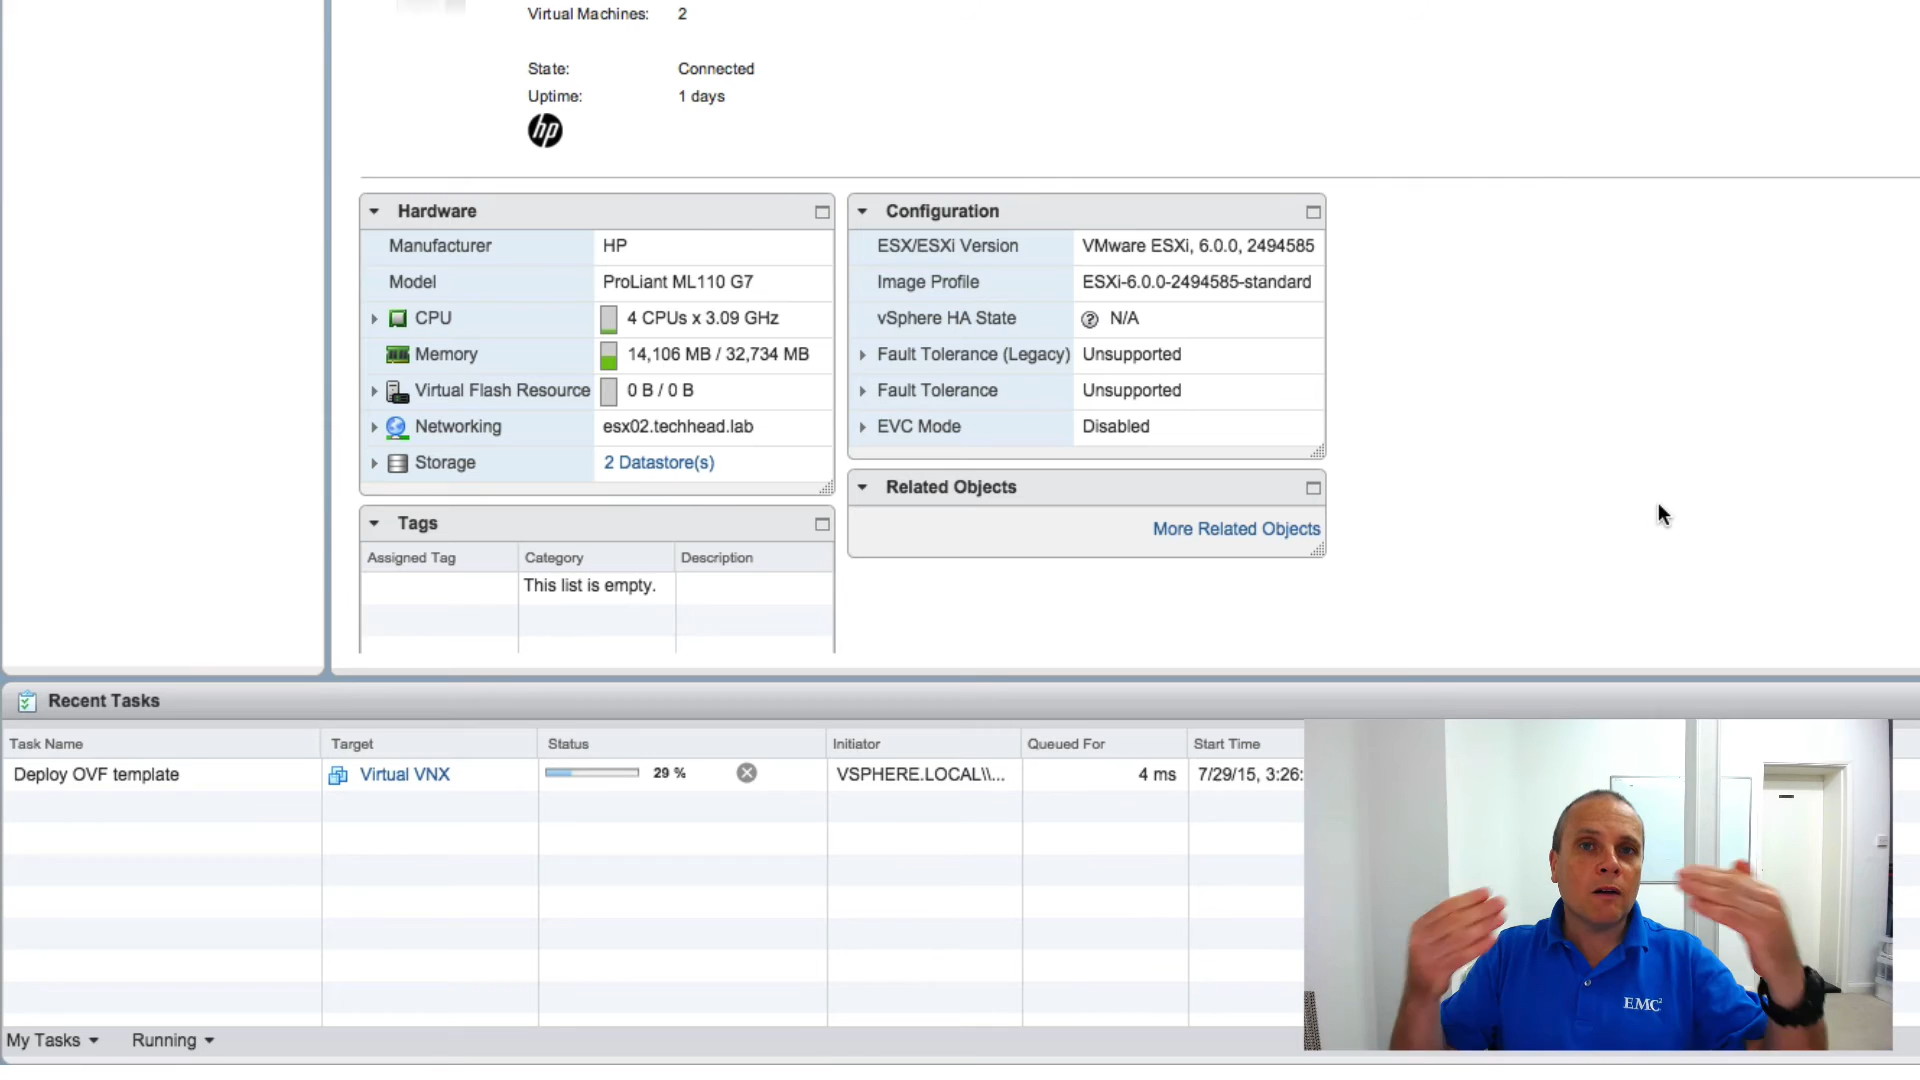 Virtual Machines: 2
State: Connected
Uptime: 1 days
hp
Hardware
Manufacturer HP
Model ProLiant ML110 G7
CPU 4 CPUs x 3.09 GHz
Memory 14,106 MB / 32,734 MB
Virtual Flash Resource 0 B / 0 B
Networking esx02.techhead.lab
Storage 2 Datastore(s)
Configuration
ESX/ESXi Version VMware ESXi, 6.0.0, 2494585
Image Profile ESXi-6.0.0-2494585-standard
vSphere HA State ? N/A
Fault Tolerance (Legacy) Unsupported
Fault Tolerance Unsupported
EVC Mode Disabled
Related Objects
More Related Objects
Tags
Assigned Tag Category Description
This list is empty.
Recent Tasks
Task Name Target Status Initiator Queued For Start Time
Deploy OVF template Virtual VNX 29 % VSPHERE.LOCAL\\... 4 ms 7/29/15, 3:26:
My Tasks Running
EMC²